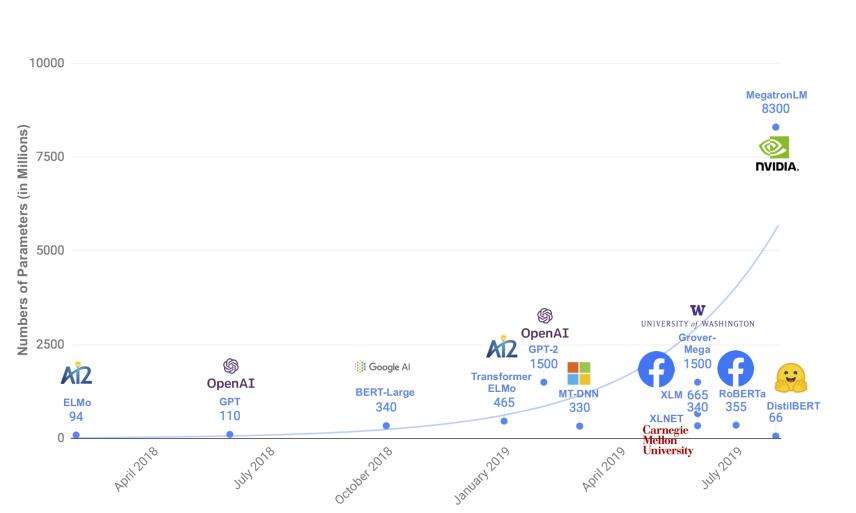 Numbers of Parameters (in Millions)
10000
7500
5000
2500
0
AI2
ELMo
94
OpenAI
GPT
110
Google AI
BERT-Large
340
AI2
Transformer
ELMo
465
OpenAI
GPT-2
1500
MT-DNN
330
W
UNIVERSITY of WASHINGTON
Grover-
Mega
1500
XLM 665
XLNET 340
Carnegie
Mellon
University
f
f
RoBERTa
355
MegatronLM
8300
NVIDIA.
DistilBERT
66
April 2018
July 2018
October 2018
January 2019
April 2019
July 2019